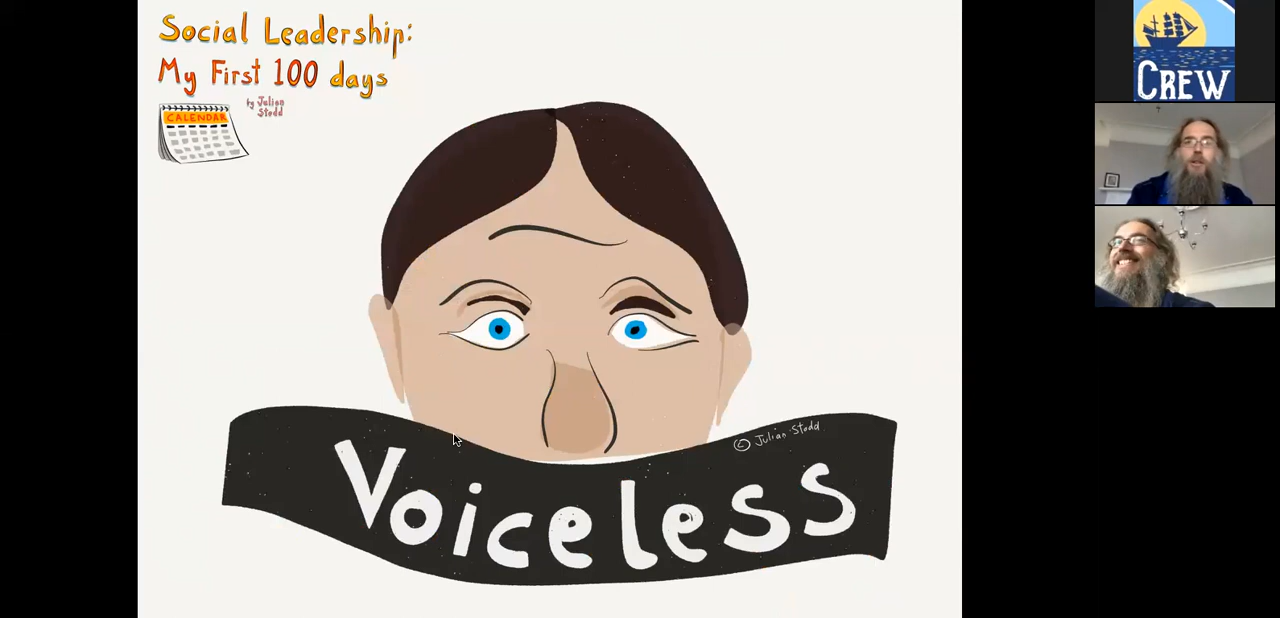 Social Leadership:
My First 100 days
by Julian
Stodd
CALENDAR
© Julian Stodd
Voiceless
CREW